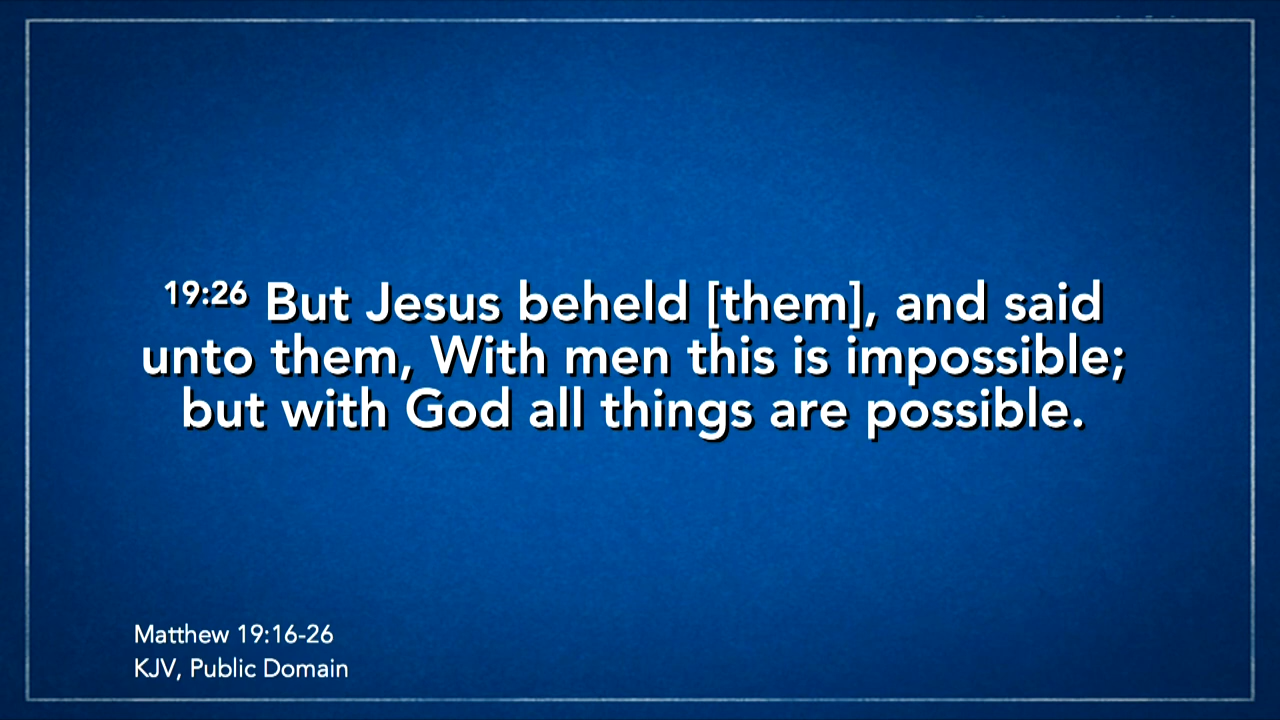 19:26 But Jesus beheld [them], and said
unto them, With men this is impossible;
but with God all things are possible.
Matthew 19:16-26
KJV, Public Domain